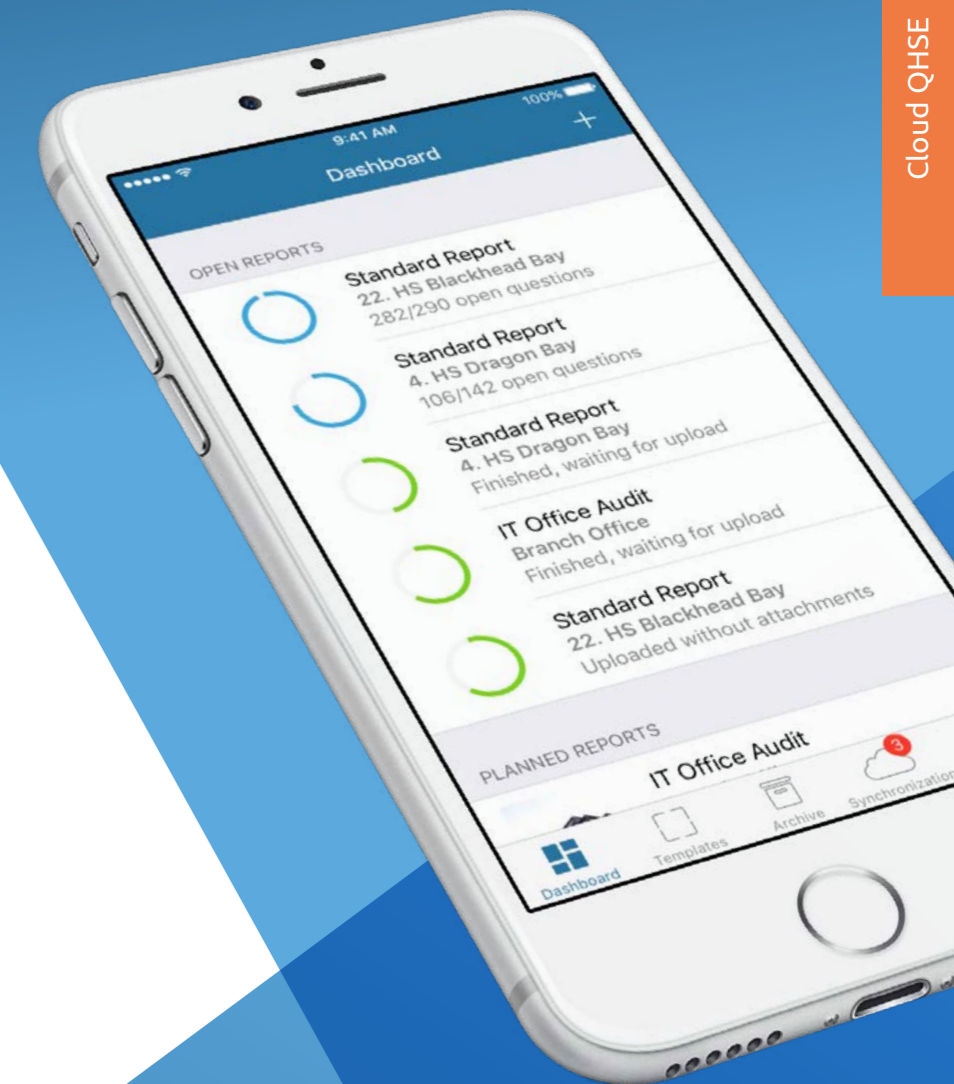 Cloud QHSE
9:41 AM
100%
Dashboard
+
OPEN REPORTS
Standard Report
22. HS Blackhead Bay
282/290 open questions
Standard Report
4. HS Dragon Bay
106/142 open questions
Standard Report
4. HS Dragon Bay
Finished, waiting for upload
IT Office Audit
Branch Office
Finished, waiting for upload
Standard Report
22. HS Blackhead Bay
Uploaded without attachments
PLANNED REPORTS
IT Office Audit
3
Dashboard
Templates
Archive
Synchronization